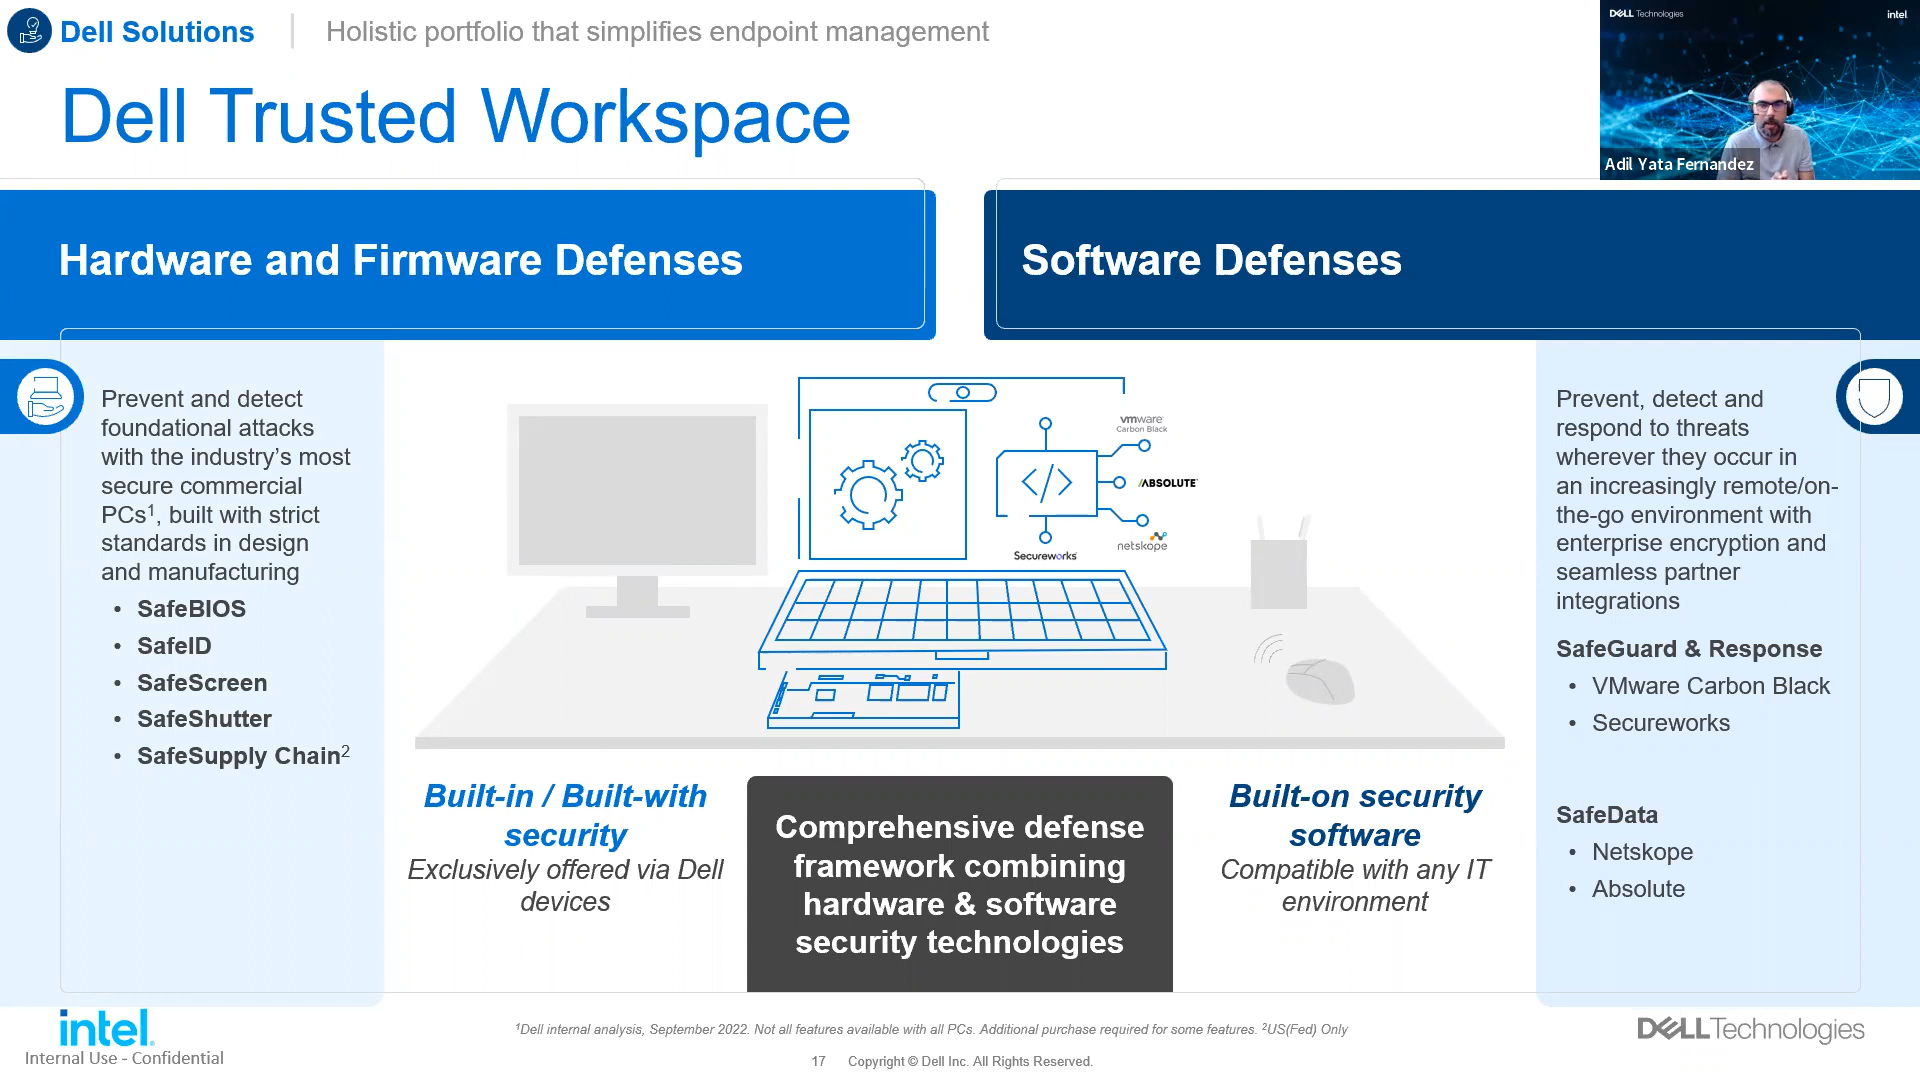 Dell Solutions
Holistic portfolio that simplifies endpoint management
DELL Technologies
intel
Adil Yata Fernandez
Dell Trusted Workspace
Hardware and Firmware Defenses
Software Defenses
Prevent and detect
foundational attacks
with the industry’s most
secure commercial
PCs¹, built with strict
standards in design
and manufacturing
• SafeBIOS
• SafeID
• SafeScreen
• SafeShutter
• SafeSupply Chain²
vmware
Carbon Black
</>
ABSOLUTE
netskope
Secureworks
Prevent, detect and
respond to threats
wherever they occur in
an increasingly remote/on-
the-go environment with
enterprise encryption and
seamless partner
integrations
SafeGuard & Response
• VMware Carbon Black
• Secureworks
SafeData
• Netskope
• Absolute
Built-in / Built-with
security
Exclusively offered via Dell
devices
Comprehensive defense
framework combining
hardware & software
security technologies
Built-on security
software
Compatible with any IT
environment
intel.
Internal Use - Confidential
¹Dell internal analysis, September 2022. Not all features available with all PCs. Additional purchase required for some features. ²US(Fed) Only
17 Copyright © Dell Inc. All Rights Reserved.
DELL Technologies